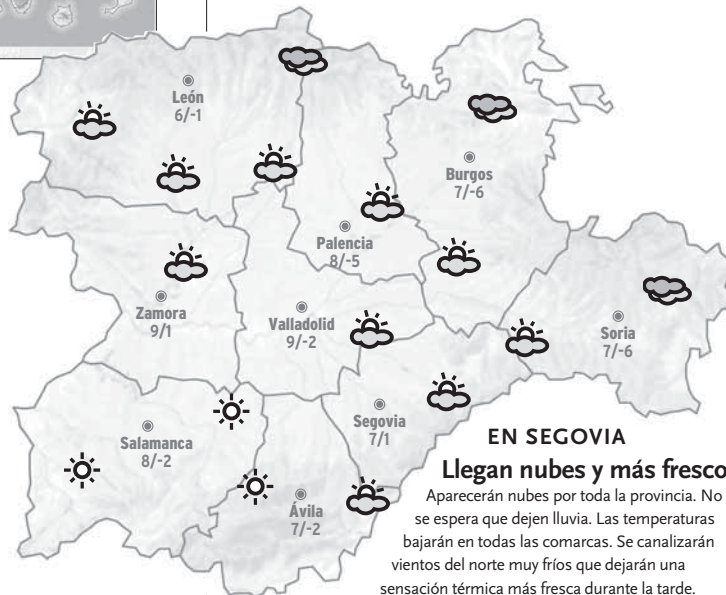 León
6/-1
Burgos
7/-6
Palencia
8/-5
Zamora
9/1
Valladolid
9/-2
Soria
7/-6
Segovia
7/1
Salamanca
8/-2
Ávila
7/-2
EN SEGOVIA
Llegan nubes y más fresco
Aparecerán nubes por toda la provincia. No
se espera que dejen lluvia. Las temperaturas
bajarán en todas las comarcas. Se canalizarán
vientos del norte muy fríos que dejarán una
sensación térmica más fresca durante la tarde.